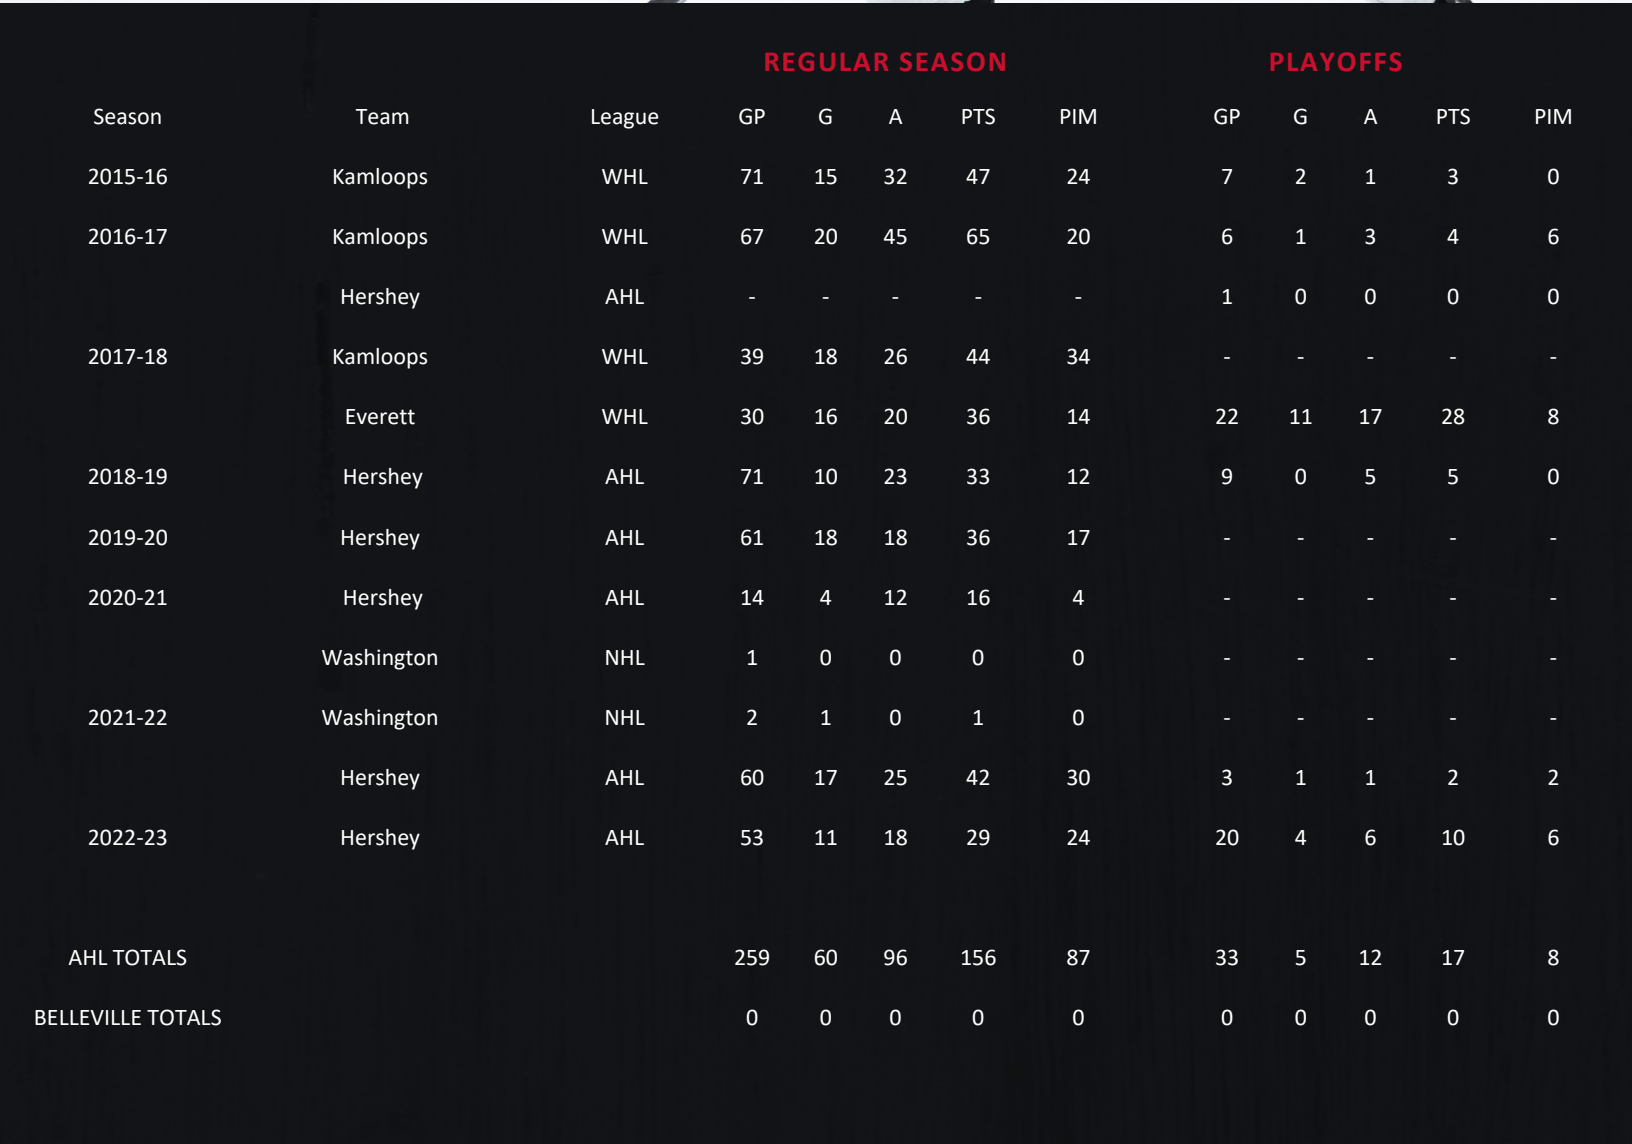 REGULAR SEASON PLAYOFFS
Season Team League GP G A PTS PIM GP G A PTS PIM
2015-16 Kamloops WHL 71 15 32 47 24 7 2 1 3 0
2016-17 Kamloops WHL 67 20 45 65 20 6 1 3 4 6
Hershey AHL - - - - - 1 0 0 0 0
2017-18 Kamloops WHL 39 18 26 44 34 - - - - -
Everett WHL 30 16 20 36 14 22 11 17 28 8
2018-19 Hershey AHL 71 10 23 33 12 9 0 5 5 0
2019-20 Hershey AHL 61 18 18 36 17 - - - - -
2020-21 Hershey AHL 14 4 12 16 4 - - - - -
Washington NHL 1 0 0 0 0 - - - - -
2021-22 Washington NHL 2 1 0 1 0 - - - - -
Hershey AHL 60 17 25 42 30 3 1 1 2 2
2022-23 Hershey AHL 53 11 18 29 24 20 4 6 10 6
AHL TOTALS 259 60 96 156 87 33 5 12 17 8
BELLEVILLE TOTALS 0 0 0 0 0 0 0 0 0 0